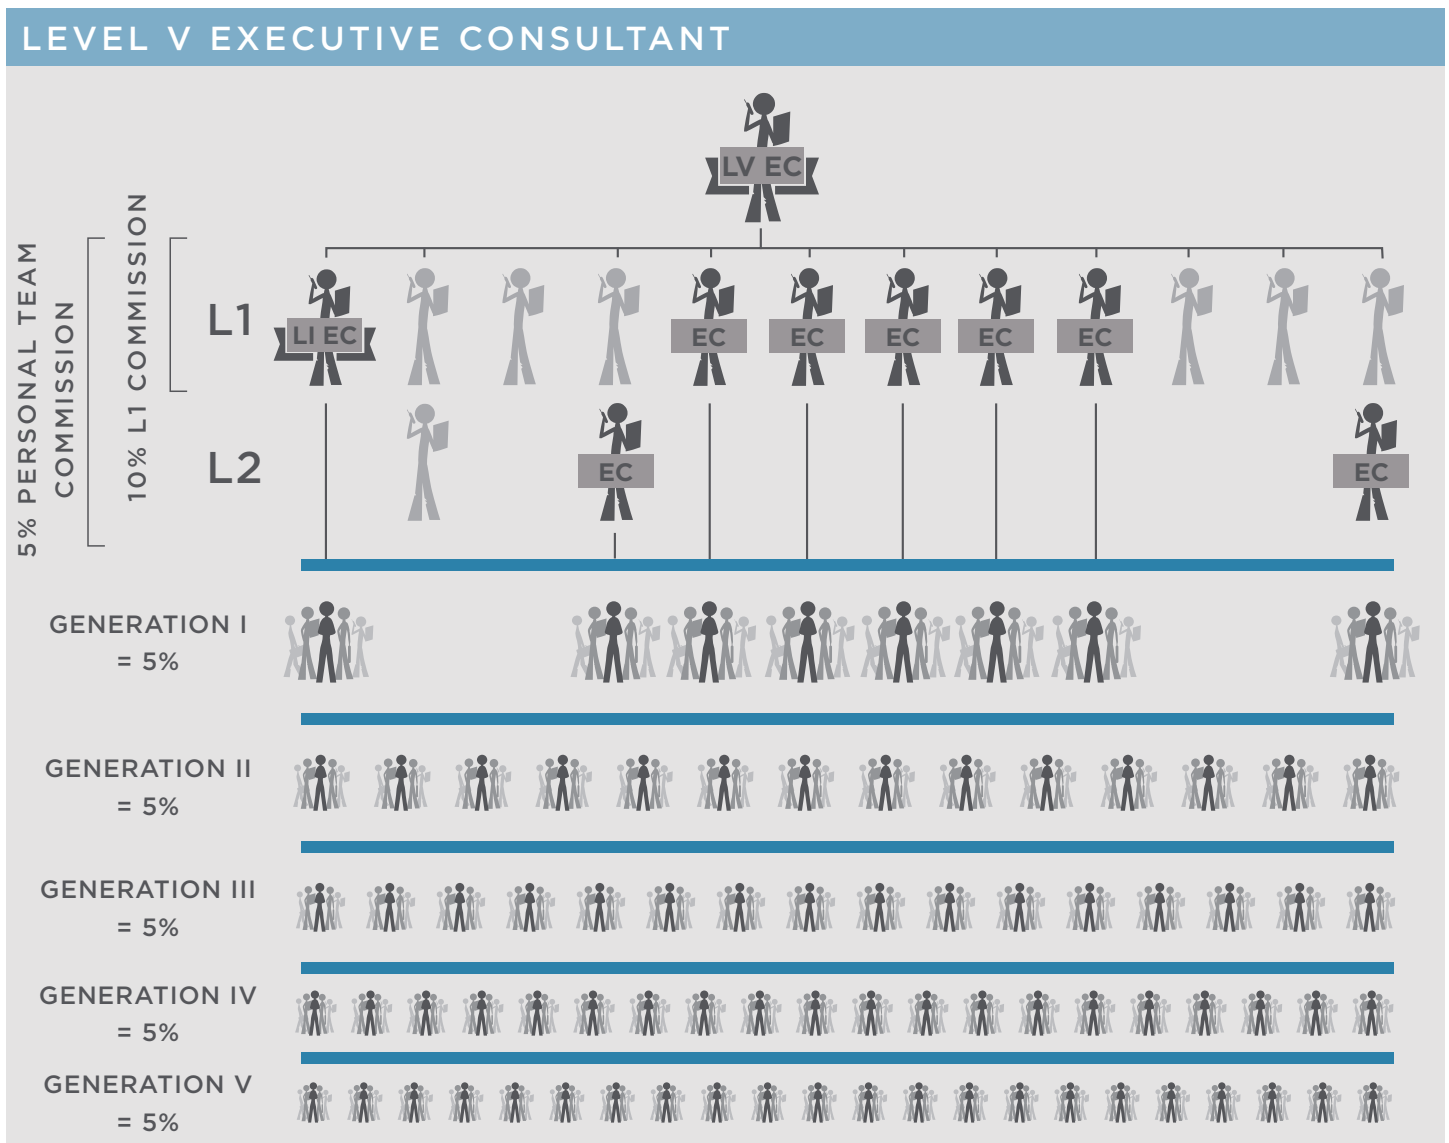 LEVEL V EXECUTIVE CONSULTANT
LV EC
5% PERSONAL TEAM
COMMISSION
10% L1 COMMISSION
L1
LI EC
EC
EC
EC
EC
EC
L2
EC
EC
GENERATION I
= 5%
GENERATION II
= 5%
GENERATION III
= 5%
GENERATION IV
= 5%
GENERATION V
= 5%